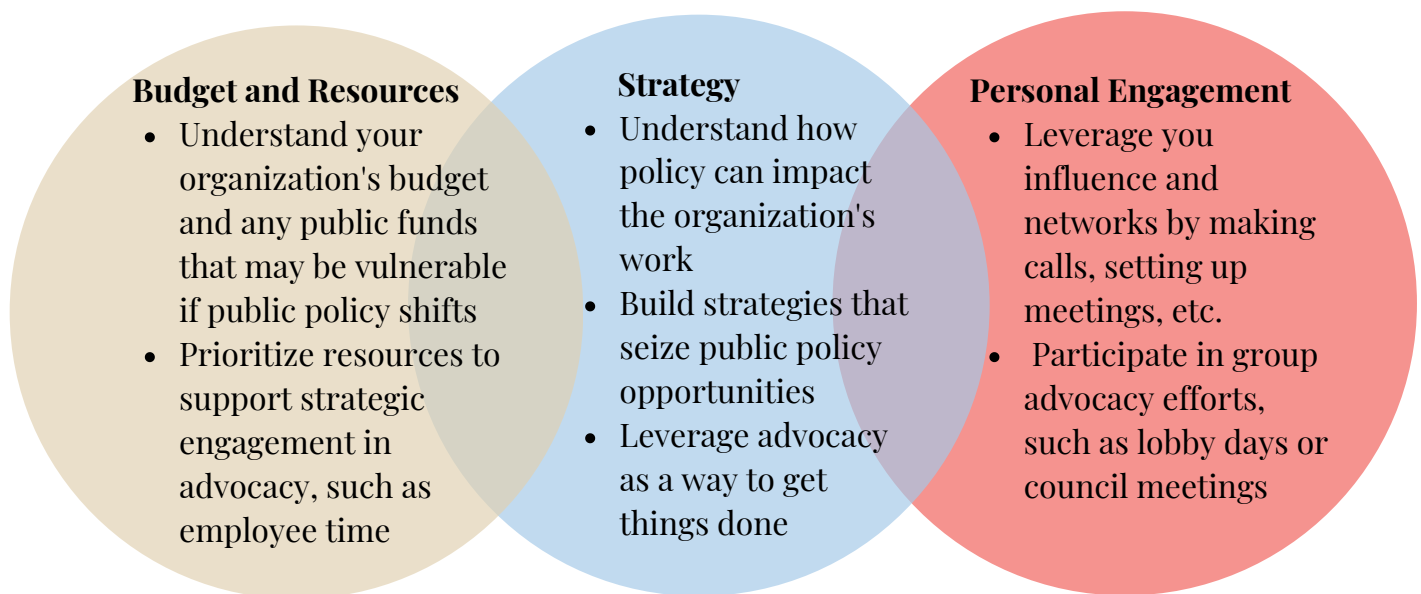 Budget and Resources
• Understand your
organization's budget
and any public funds
that may be vulnerable
if public policy shifts
• Prioritize resources to
support strategic
engagement in
advocacy, such as
employee time
Strategy
• Understand how
policy can impact
the organization's
work
• Build strategies that
seize public policy
opportunities
• Leverage advocacy
as a way to get
things done
Personal Engagement
• Leverage you
influence and
networks by making
calls, setting up
meetings, etc.
• Participate in group
advocacy efforts,
such as lobby days or
council meetings